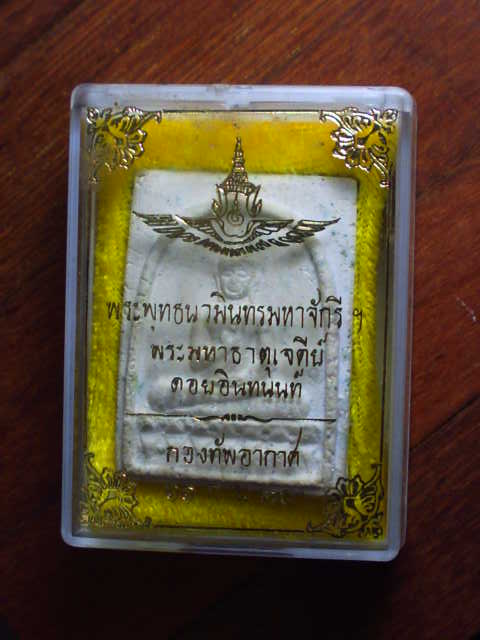 พระพุทธนวมินทรมหาจักรี ฯ
พระมหาธาตุเจดีย์
ดอยอินทนนท์
กองทัพอากาศ